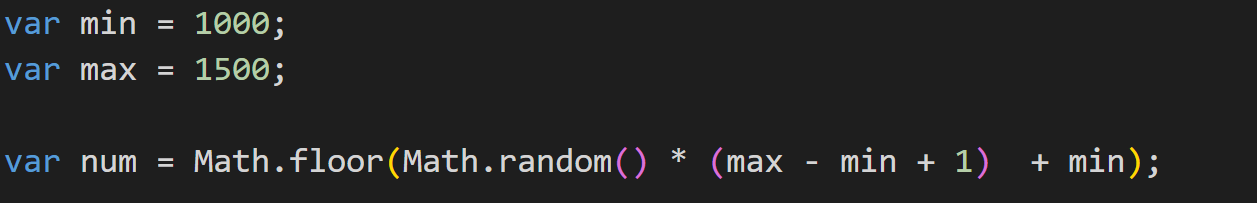 var min = 1000;
var max = 1500;
var num = Math.floor(Math.random() * (max - min + 1)  + min);